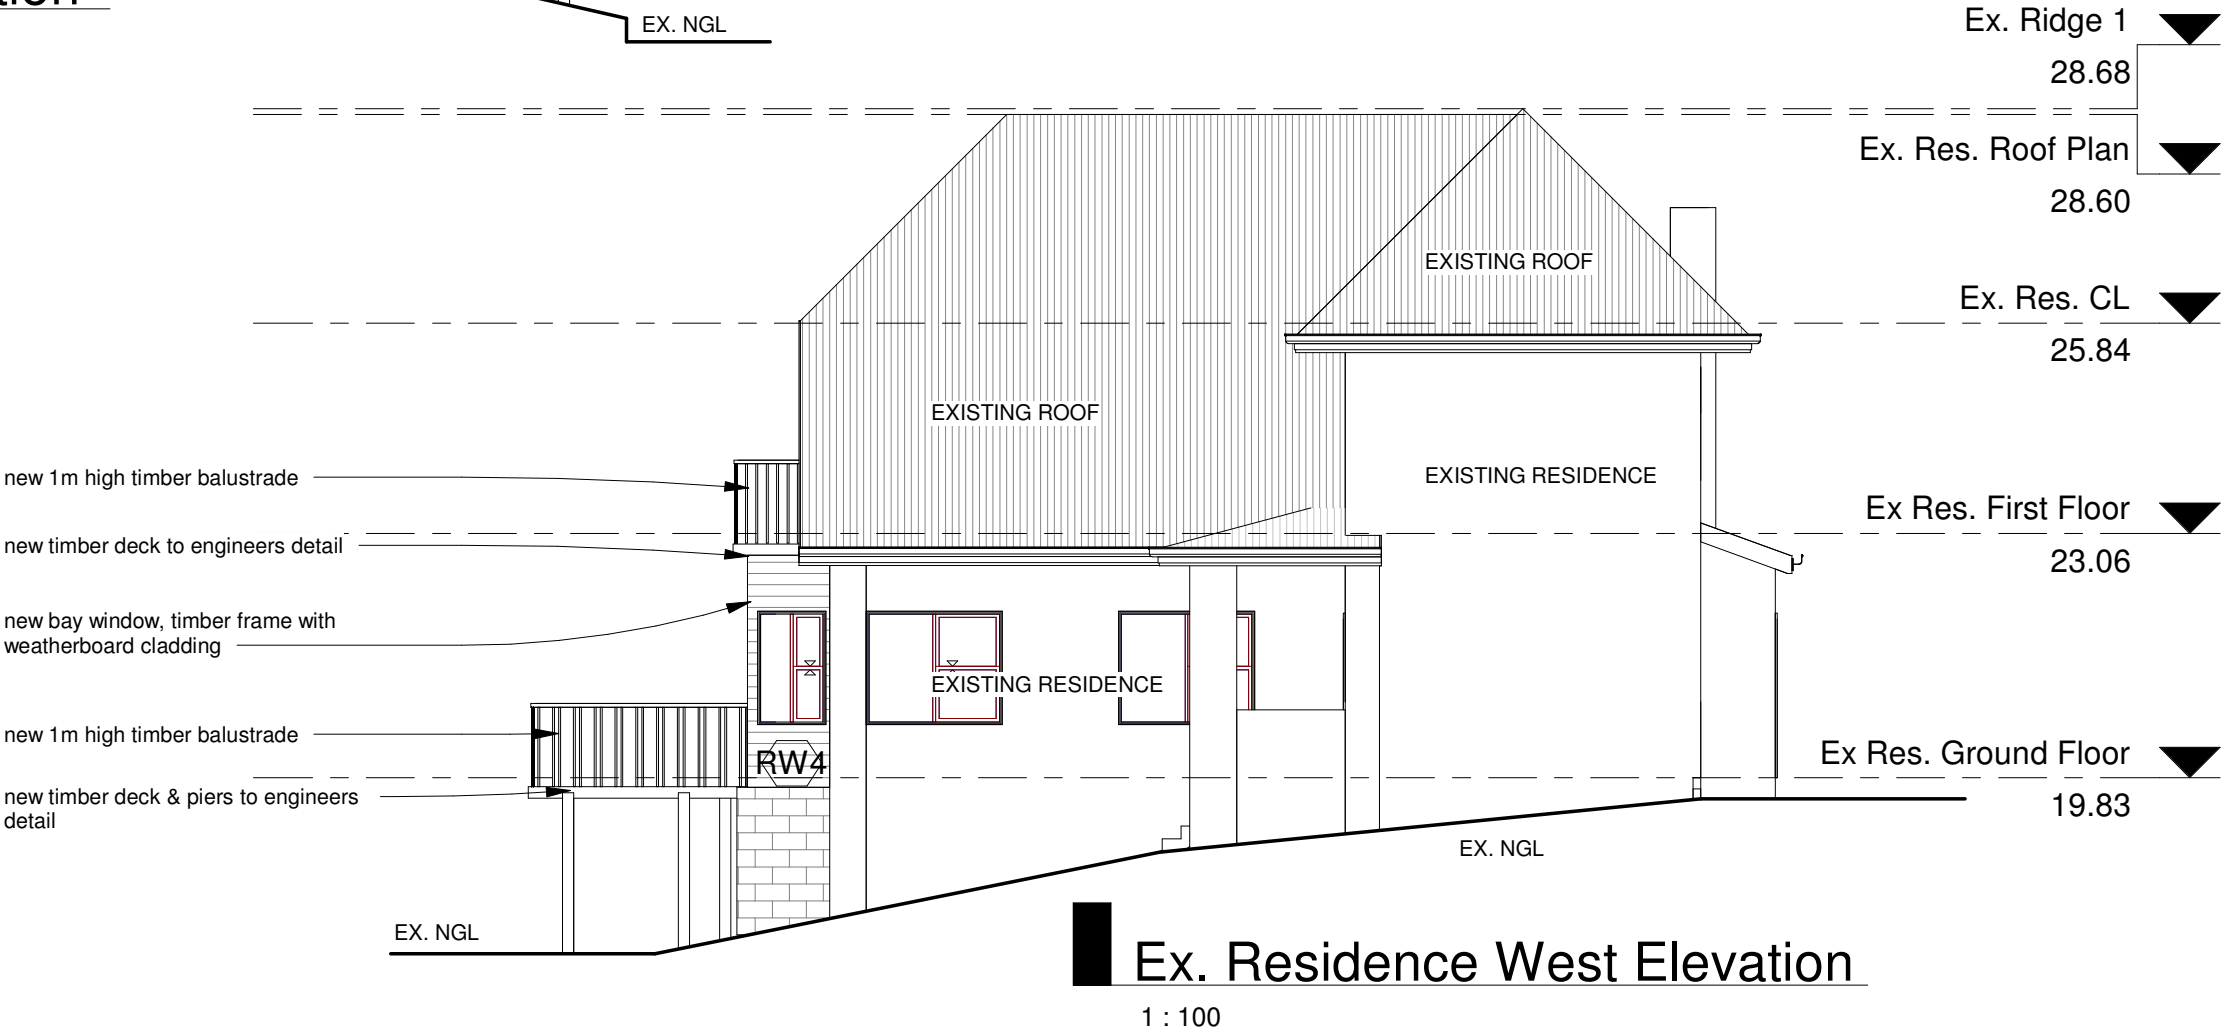 EX. NGL
Ex. Ridge 1
28.68
Ex. Res. Roof Plan
28.60
EXISTING ROOF
Ex. Res. CL
25.84
EXISTING ROOF
EXISTING RESIDENCE
new 1m high timber balustrade
Ex Res. First Floor
23.06
new timber deck to engineers detail
new bay window, timber frame with
weatherboard cladding
EXISTING RESIDENCE
new 1m high timber balustrade
RW4
Ex Res. Ground Floor
19.83
new timber deck & piers to engineers
detail
EX. NGL
EX. NGL
Ex. Residence West Elevation
1 : 100